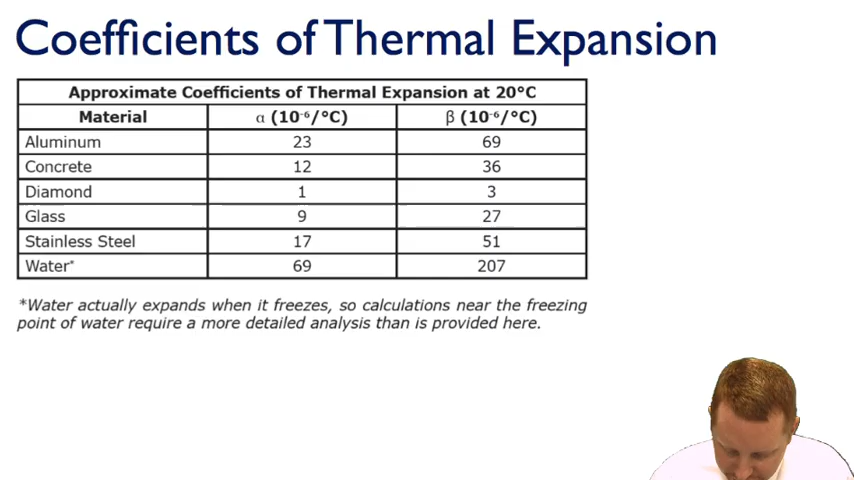 Coefficients of Thermal Expansion
Approximate Coefficients of Thermal Expansion at 20°C
Material α (10⁻⁶/°C) β (10⁻⁶/°C)
Aluminum 23 69
Concrete 12 36
Diamond 1 3
Glass 9 27
Stainless Steel 17 51
Water* 69 207
*Water actually expands when it freezes, so calculations near the freezing
point of water require a more detailed analysis than is provided here.